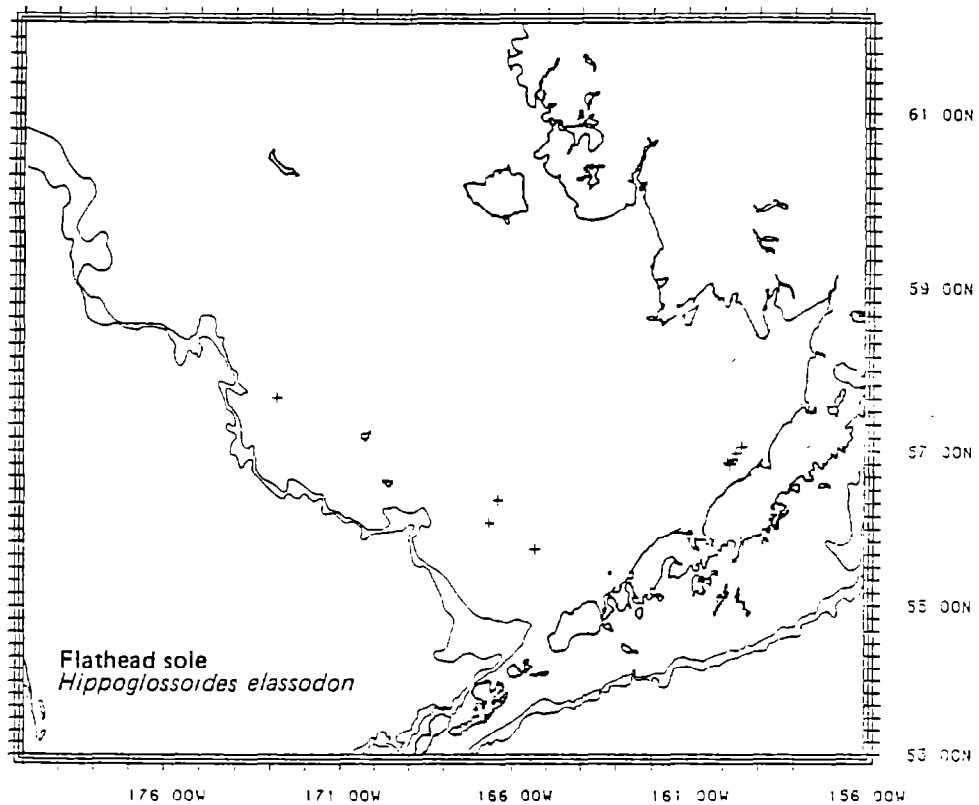 61 00N
59 00N
57 00N
55 00N
Flathead sole
Hippoglossoides elassodon
53 00N
176 00W
171 00W
166 00W
161 00W
156 00W